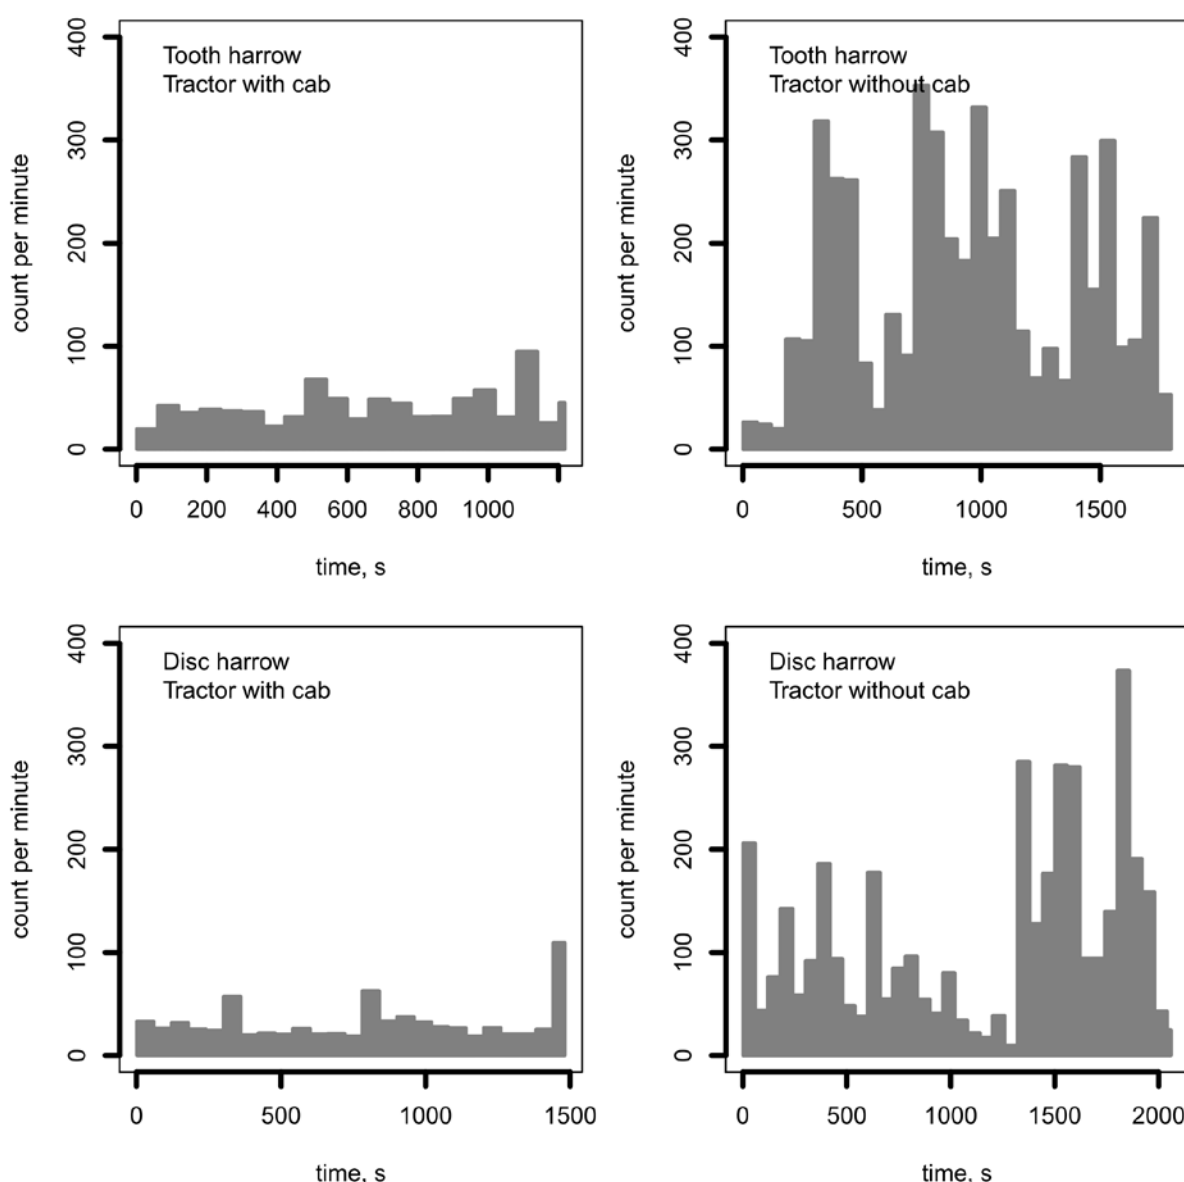 Tooth harrow
Tractor with cab
count per minute
0 100 200 300 400
0 200 400 600 800 1000
time, s
Tooth harrow
Tractor without cab
count per minute
0 100 200 300 400
0 500 1000 1500
time, s
Disc harrow
Tractor with cab
count per minute
0 100 200 300 400
0 500 1000 1500
time, s
Disc harrow
Tractor without cab
count per minute
0 100 200 300 400
0 500 1000 1500 2000
time, s